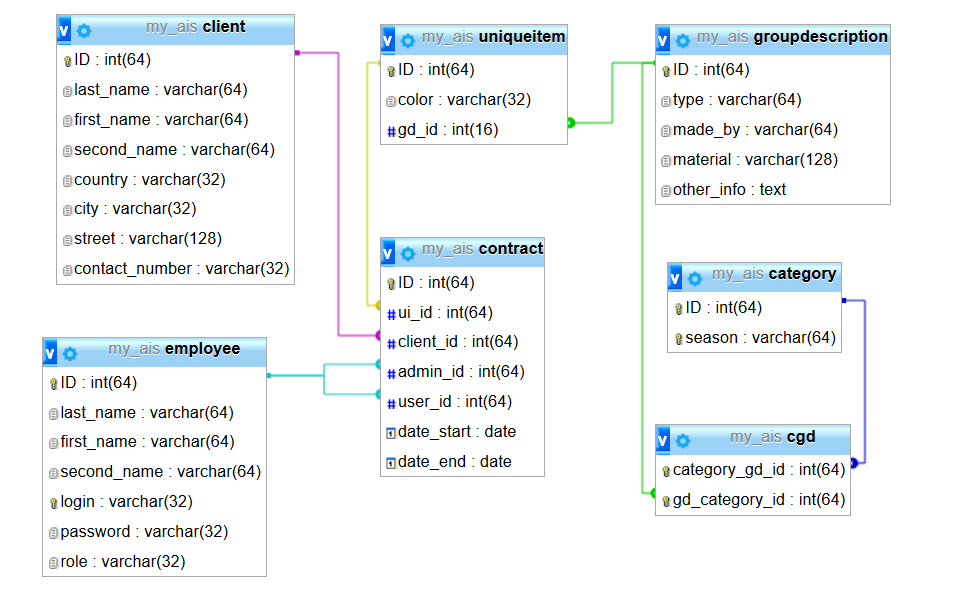 my_ais client
ID : int(64)
last_name : varchar(64)
first_name : varchar(64)
second_name : varchar(64)
country : varchar(32)
city : varchar(32)
street : varchar(128)
contact_number : varchar(32)
my_ais employee
ID : int(64)
last_name : varchar(64)
first_name : varchar(64)
second_name : varchar(64)
login : varchar(32)
password : varchar(32)
role : varchar(32)
my_ais uniqueitem
ID : int(64)
color : varchar(32)
gd_id : int(16)
my_ais contract
ID : int(64)
ui_id : int(64)
client_id : int(64)
admin_id : int(64)
user_id : int(64)
date_start : date
date_end : date
my_ais groupdescription
ID : int(64)
type : varchar(64)
made_by : varchar(64)
material : varchar(128)
other_info : text
my_ais category
ID : int(64)
season : varchar(64)
my_ais cgd
category_gd_id : int(64)
gd_category_id : int(64)